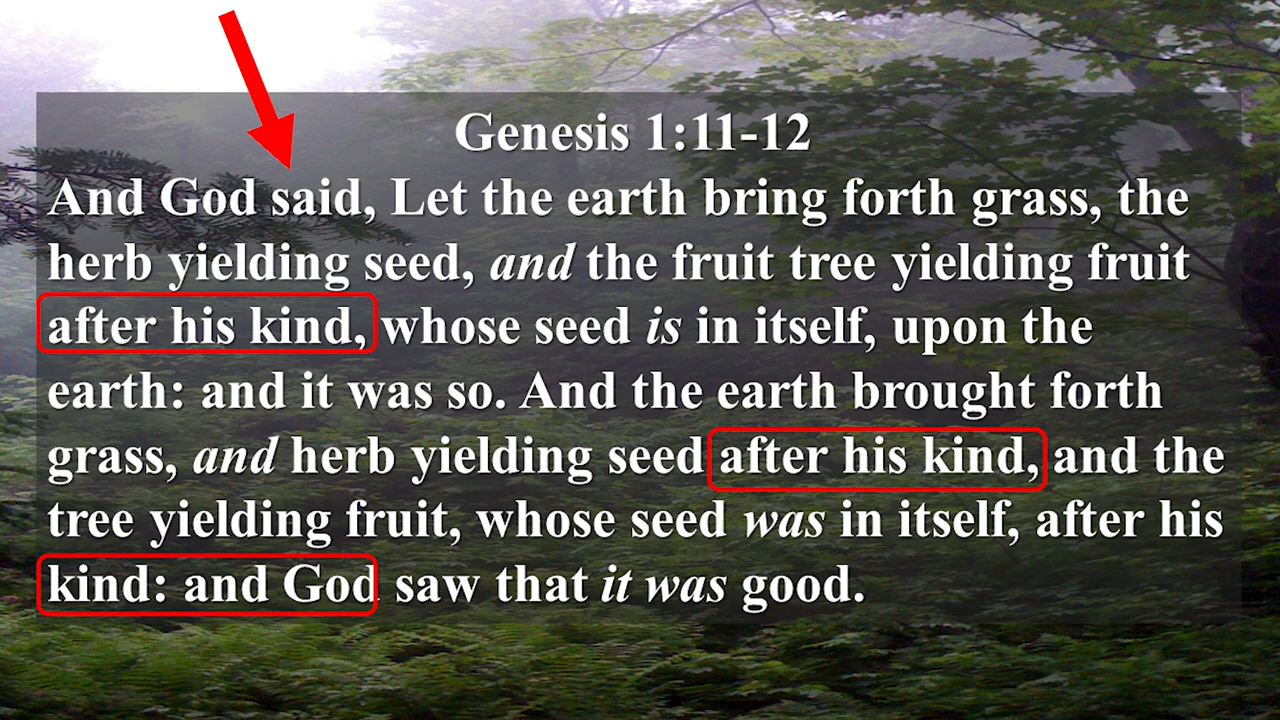 Genesis 1:11-12
And God said, Let the earth bring forth grass, the
herb yielding seed, and the fruit tree yielding fruit
after his kind, whose seed is in itself, upon the
earth: and it was so. And the earth brought forth
grass, and herb yielding seed after his kind, and the
tree yielding fruit, whose seed was in itself, after his
kind: and God saw that it was good.